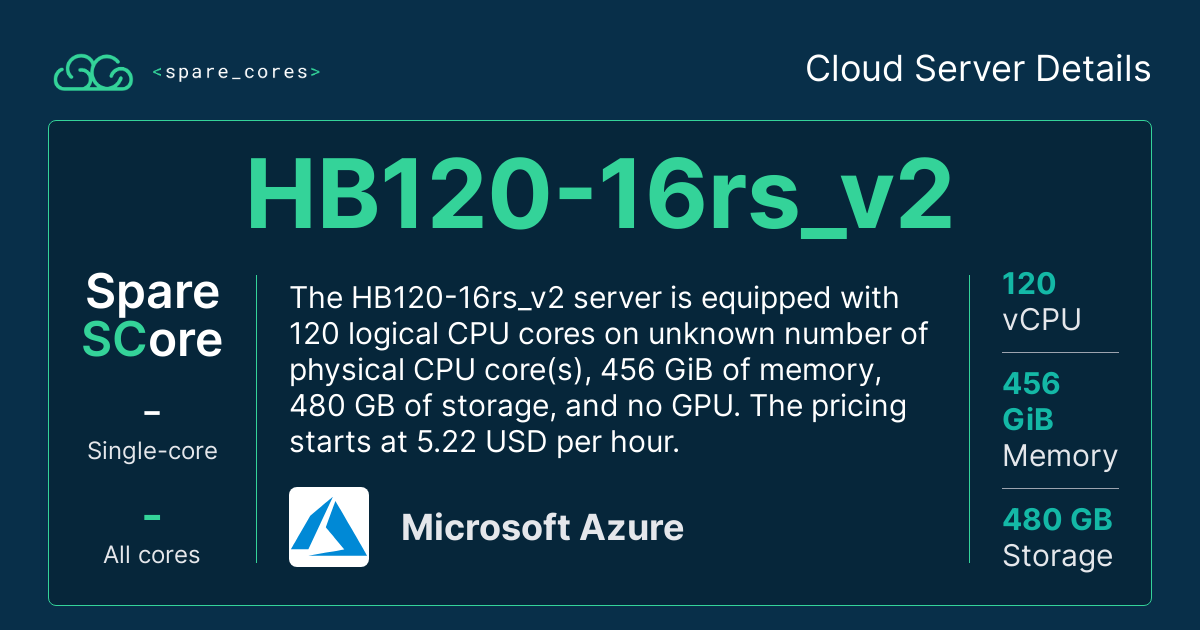 <spare_cores>
Cloud Server Details
HB120-16rs_v2
Spare
SCore
–
Single-core
–
All cores
The HB120-16rs_v2 server is equipped with
120 logical CPU cores on unknown number of
physical CPU core(s), 456 GiB of memory,
480 GB of storage, and no GPU. The pricing
starts at 5.22 USD per hour.
Microsoft Azure
120
vCPU
456
GiB
Memory
480 GB
Storage